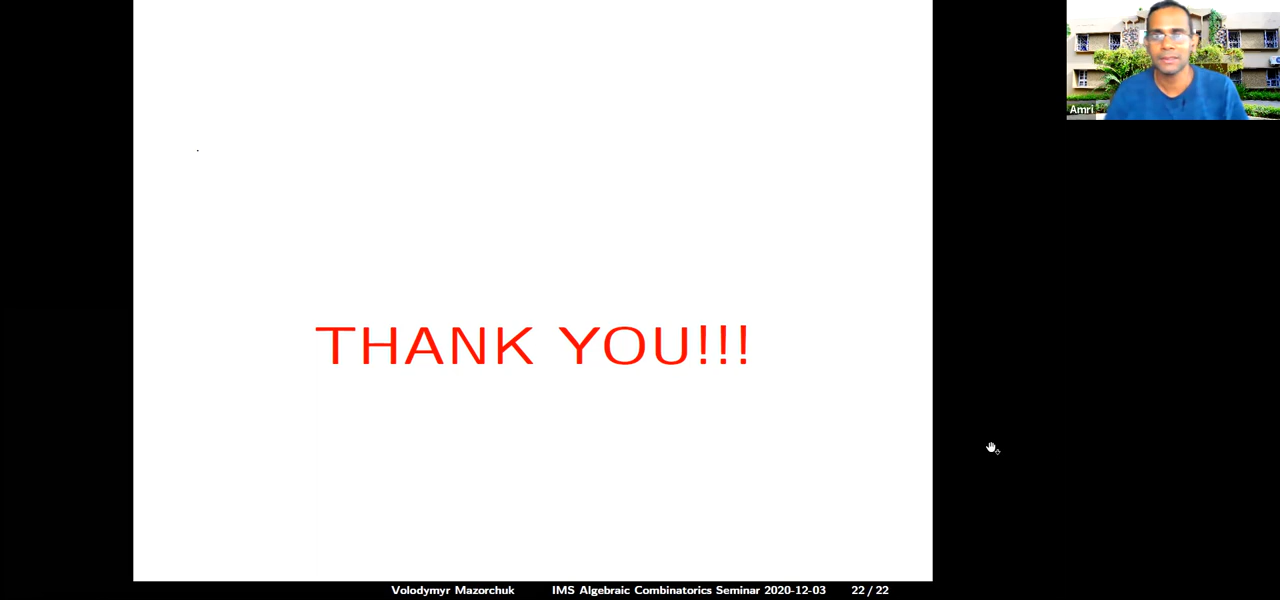 Amri
THANK YOU!!!
Volodymyr Mazorchuk IMS Algebraic Combinatorics Seminar 2020-12-03 22 / 22